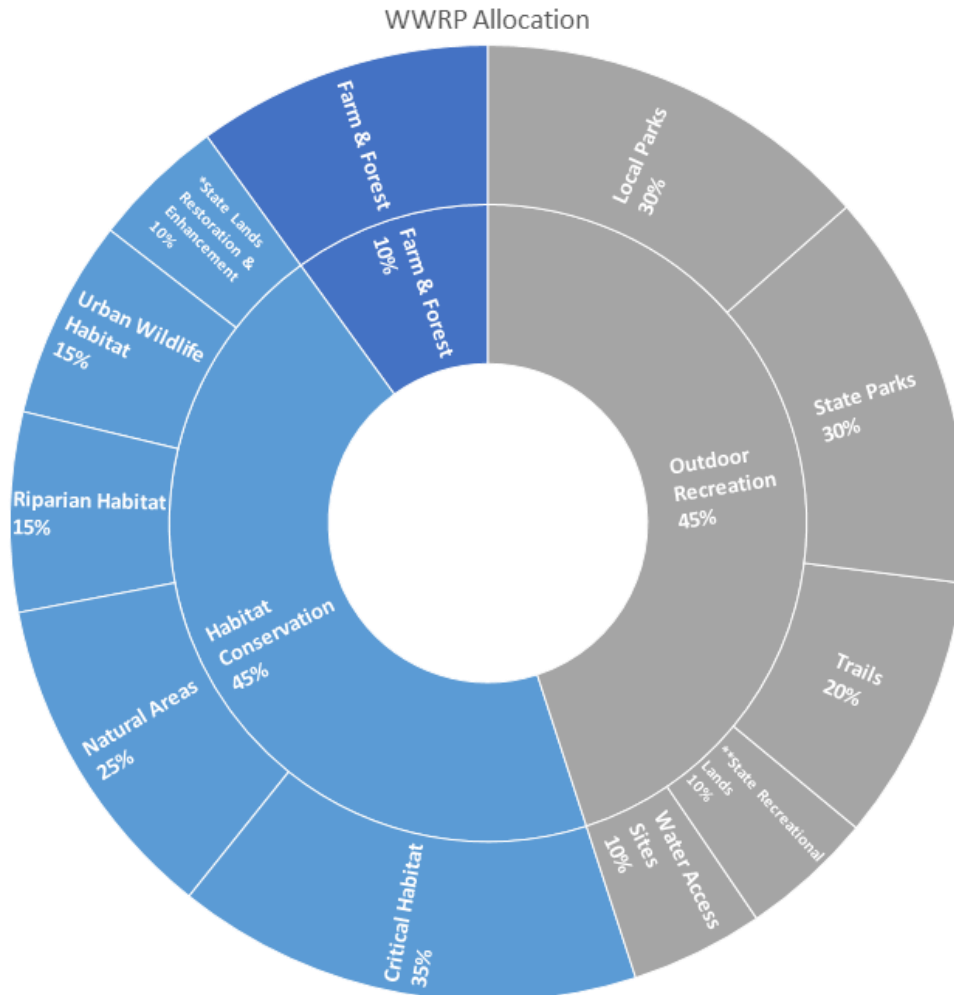 WWRP Allocation
Local Parks
30%
State Parks
30%
Trails
20%
**State Recreational
Lands
10%
Water Access
Sites
10%
Outdoor
Recreation
45%
Critical Habitat
35%
Natural Areas
25%
Riparian Habitat
15%
Urban Wildlife
Habitat
15%
*State Lands
Restoration &
Enhancement
10%
Habitat
Conservation
45%
Farm & Forest
Farm & Forest
10%